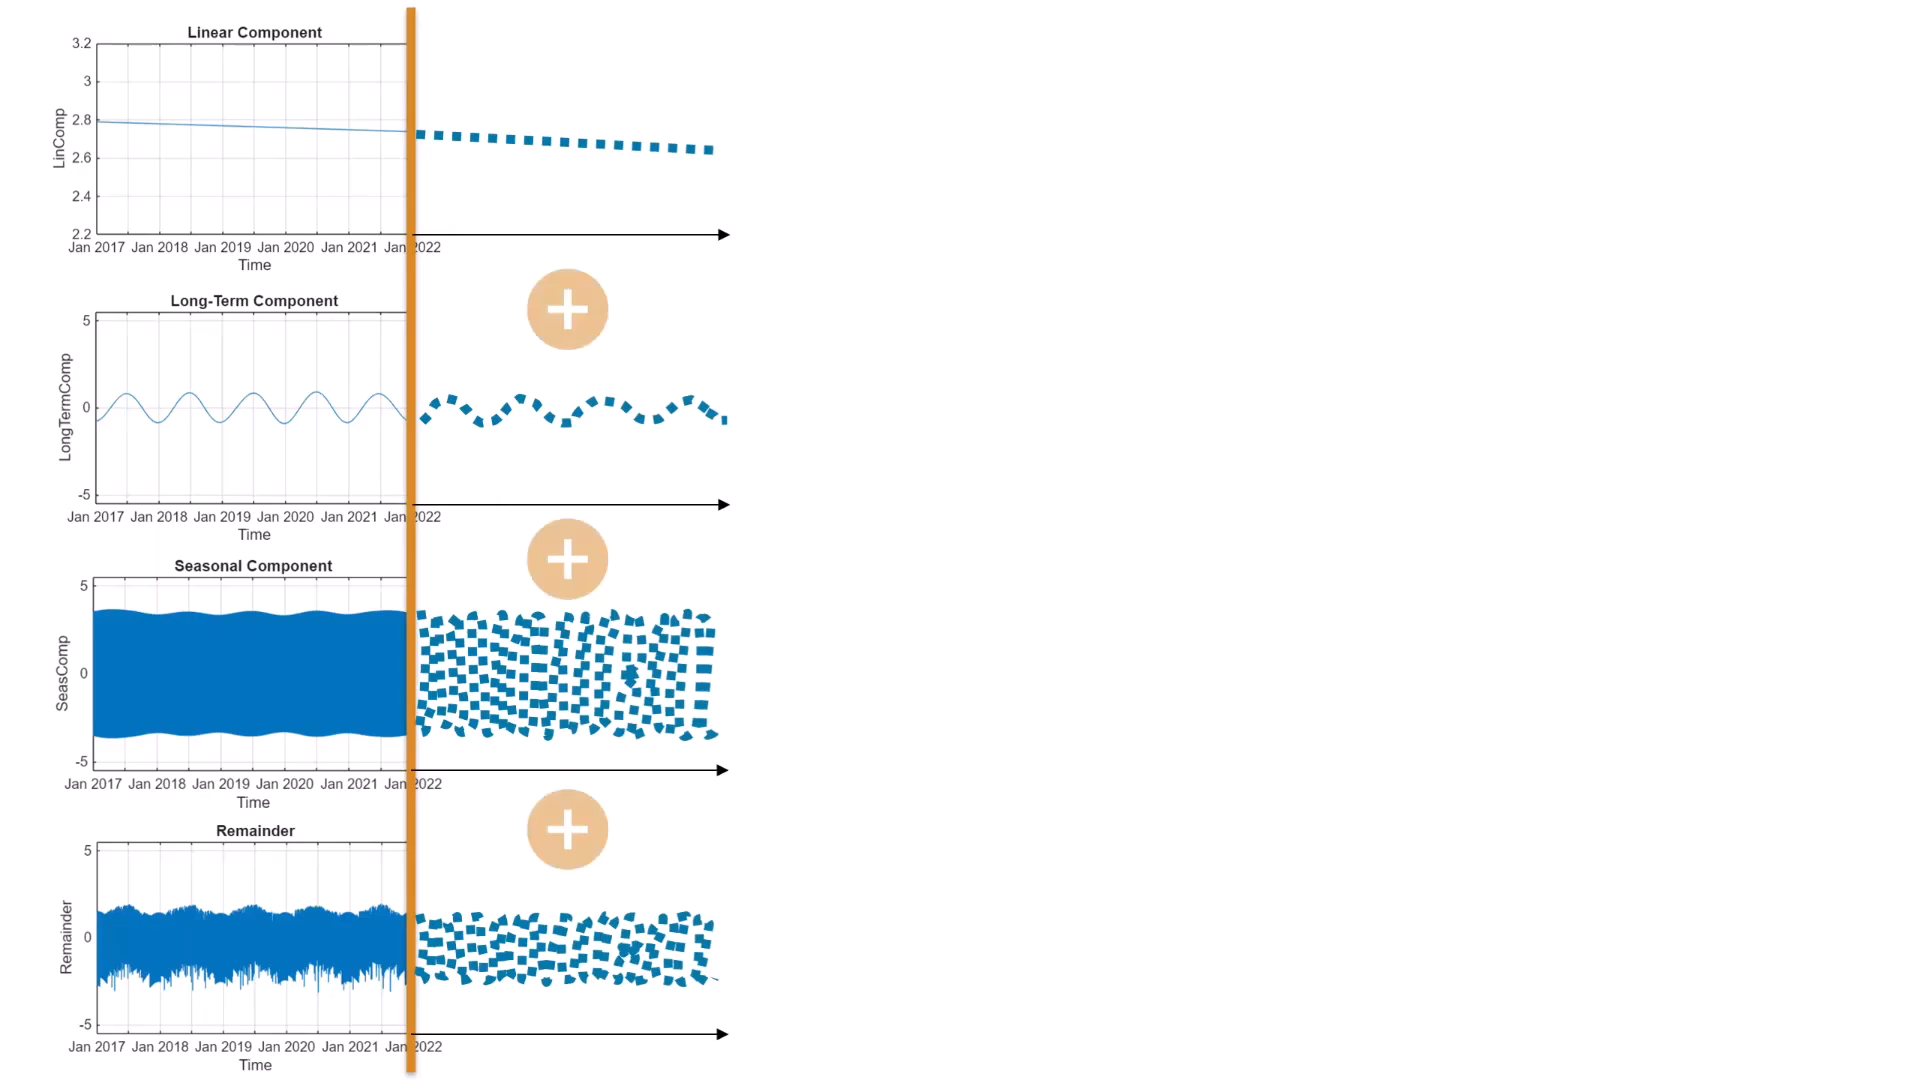 Linear Component
3.2
3
2.8
2.6
2.4
2.2
LinComp
Jan 2017 Jan 2018 Jan 2019 Jan 2020 Jan 2021 Jan 2022
Time
Long-Term Component
5
0
-5
LongTermComp
Jan 2017 Jan 2018 Jan 2019 Jan 2020 Jan 2021 Jan 2022
Time
Seasonal Component
5
0
-5
SeasComp
Jan 2017 Jan 2018 Jan 2019 Jan 2020 Jan 2021 Jan 2022
Time
Remainder
5
0
-5
Remainder
Jan 2017 Jan 2018 Jan 2019 Jan 2020 Jan 2021 Jan 2022
Time